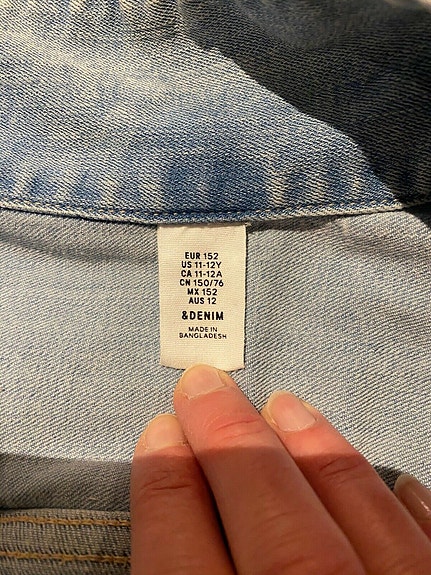 EUR 152
US 11-12Y
CA 11-12A
CN 150/76
MX 152
AUS 12
&DENIM
MADE IN
BANGLADESH